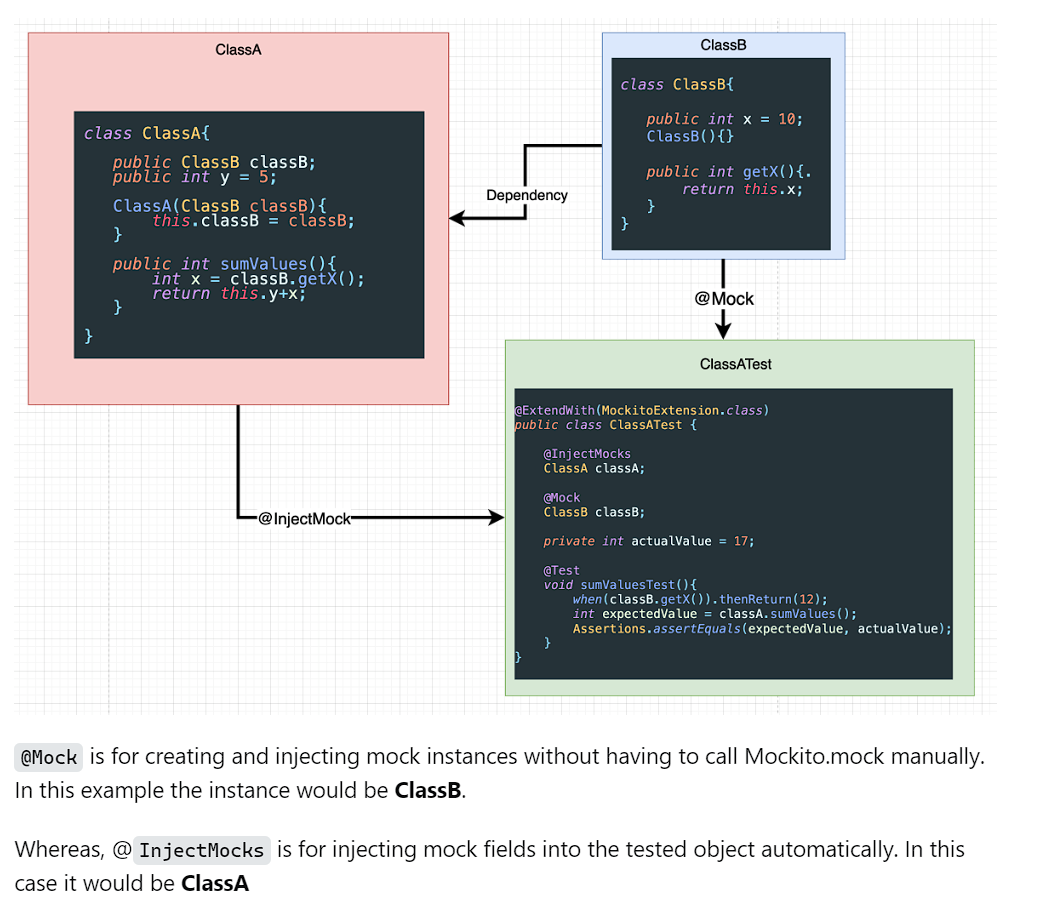 ClassA
class ClassA{
public ClassB classB;
public int y = 5;
ClassA(ClassB classB){
this.classB = classB;
}
public int sumValues(){
int x = classB.getX();
return this.y+x;
}
}
ClassB
class ClassB{
public int x = 10;
ClassB(){}
public int getX(){.
return this.x;
}
}
Dependency
@Mock
@InjectMock
ClassATest
@ExtendWith(MockitoExtension.class)
public class ClassATest {
@InjectMocks
ClassA classA;
@Mock
ClassB classB;
private int actualValue = 17;
@Test
void sumValuesTest(){
when(classB.getX()).thenReturn(12);
int expectedValue = classA.sumValues();
Assertions.assertEquals(expectedValue, actualValue);
}
}
@Mock is for creating and injecting mock instances without having to call Mockito.mock manually.
In this example the instance would be ClassB.
Whereas, @InjectMocks is for injecting mock fields into the tested object automatically. In this
case it would be ClassA